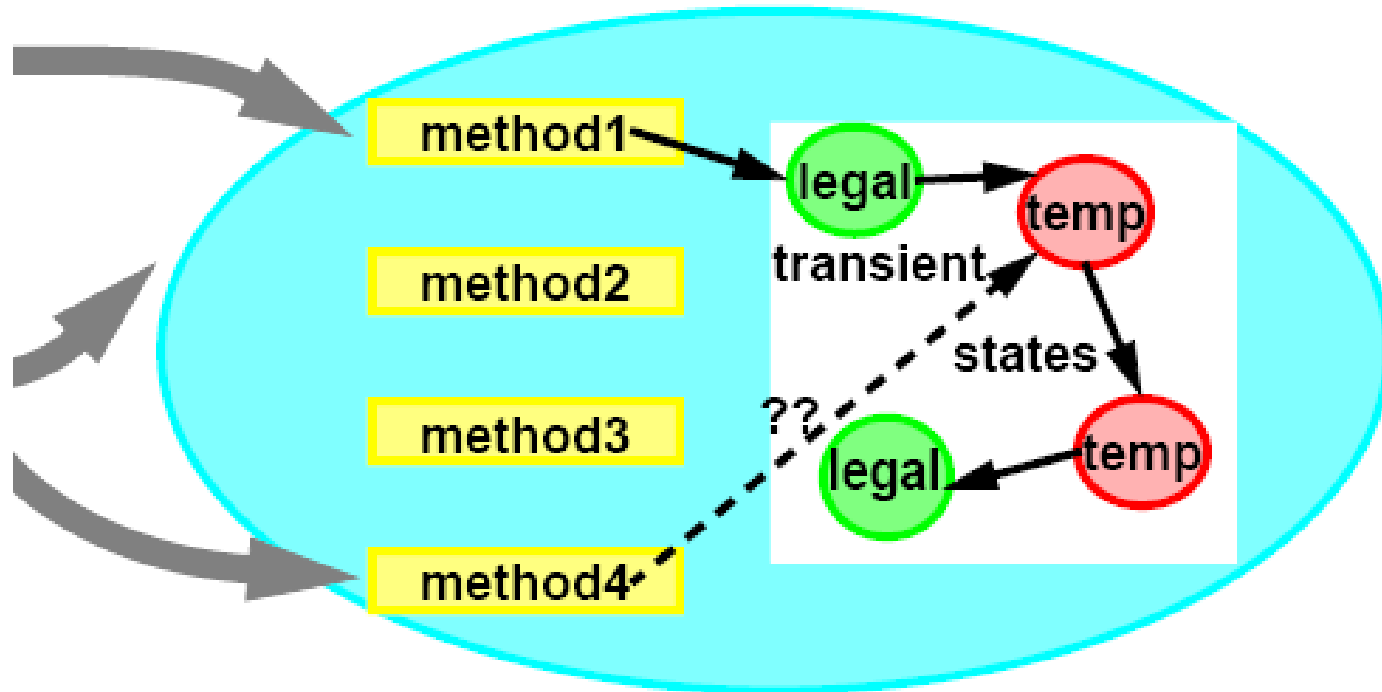 method1
legal
temp
transient
method2
states
??
method3
legal
temp
method4